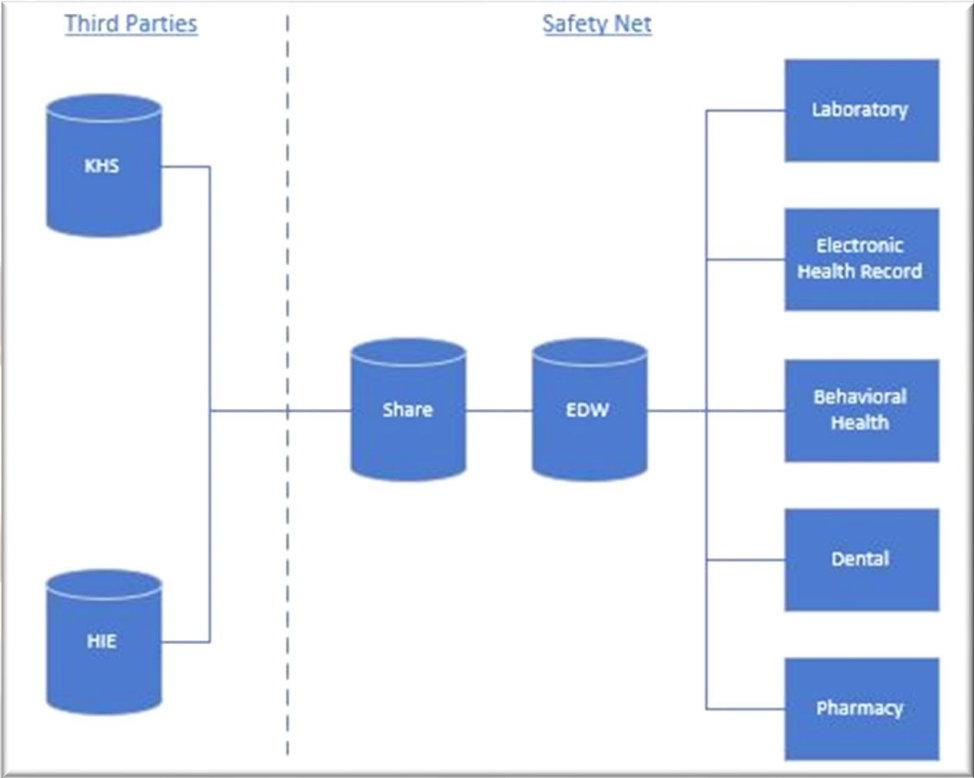 Third Parties
Safety Net
KHS
HIE
Share
EDW
Laboratory
Electronic
Health Record
Behavioral
Health
Dental
Pharmacy